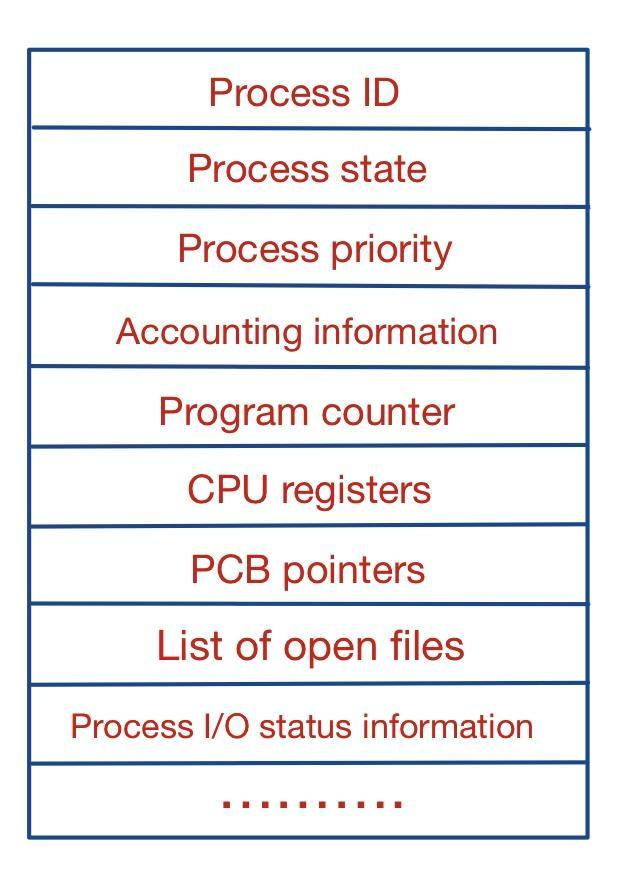 Process ID
Process state
Process priority
Accounting information
Program counter
CPU registers
PCB pointers
List of open files
Process I/O status information
..........